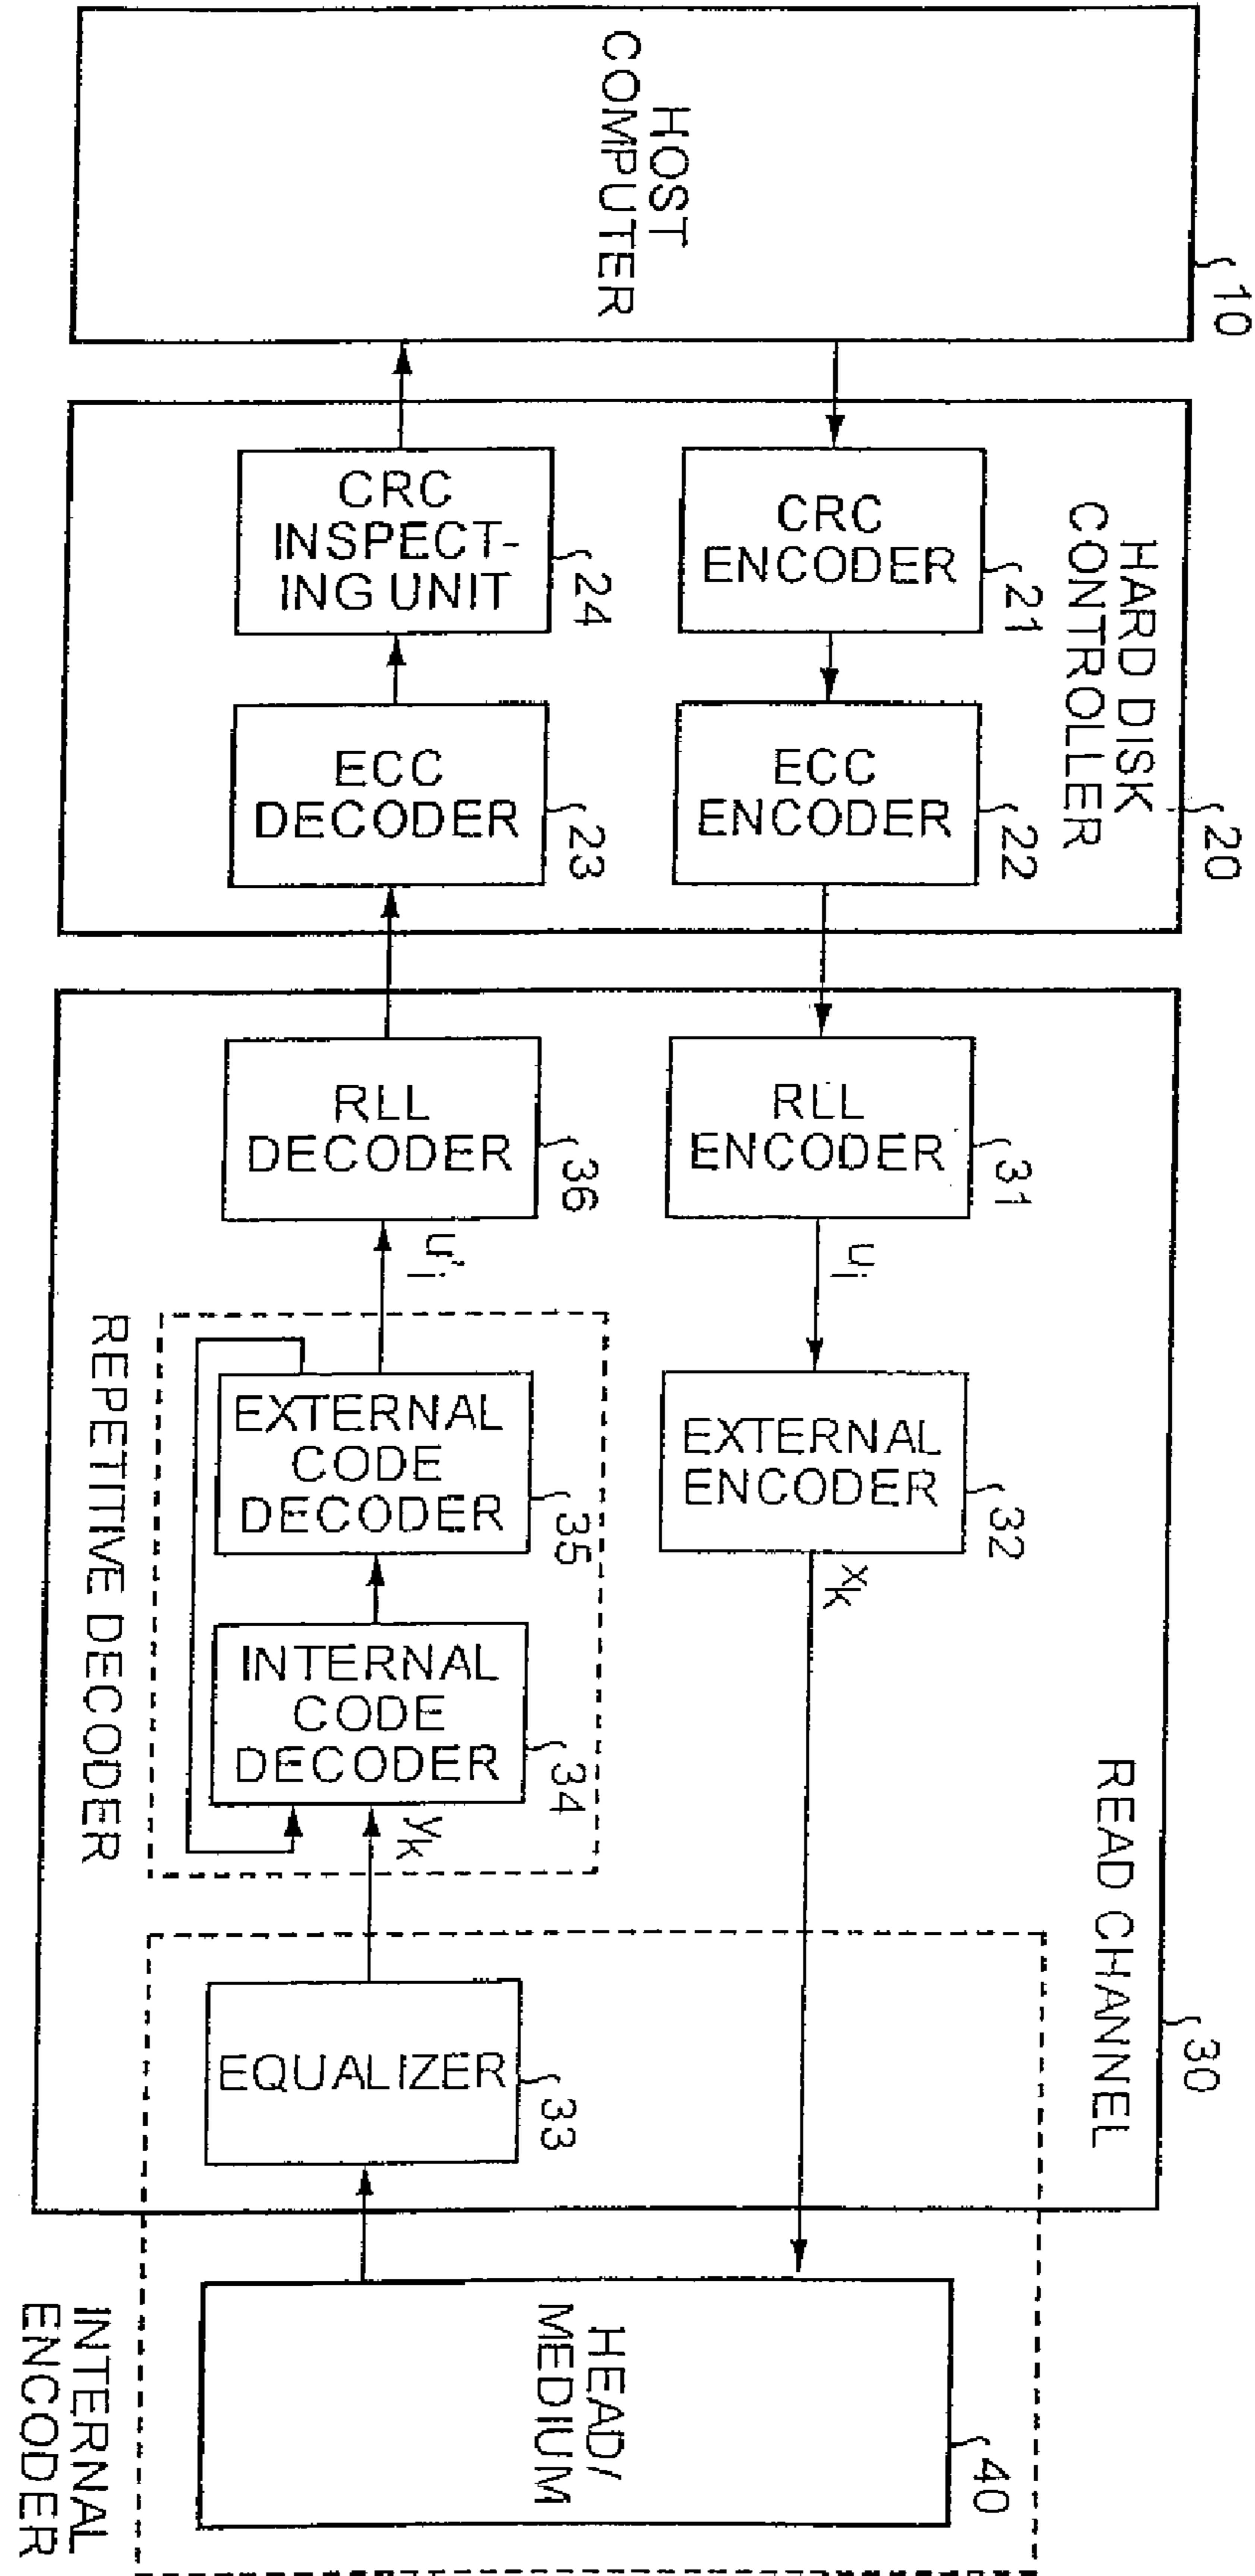 10
HOST
COMPUTER
HARD DISK
CONTROLLER
20
CRC
ENCODER
21
ECC
ENCODER
22
CRC
INSPECT-
ING UNIT
24
ECC
DECODER
23
READ CHANNEL
30
RLL
ENCODER
31
ui
EXTERNAL
ENCODER
32
xk
RLL
DECODER
36
u'i
EXTERNAL
CODE
DECODER
35
INTERNAL
CODE
DECODER
34
yk
REPETITIVE DECODER
EQUALIZER
33
HEAD/
MEDIUM
40
INTERNAL
ENCODER